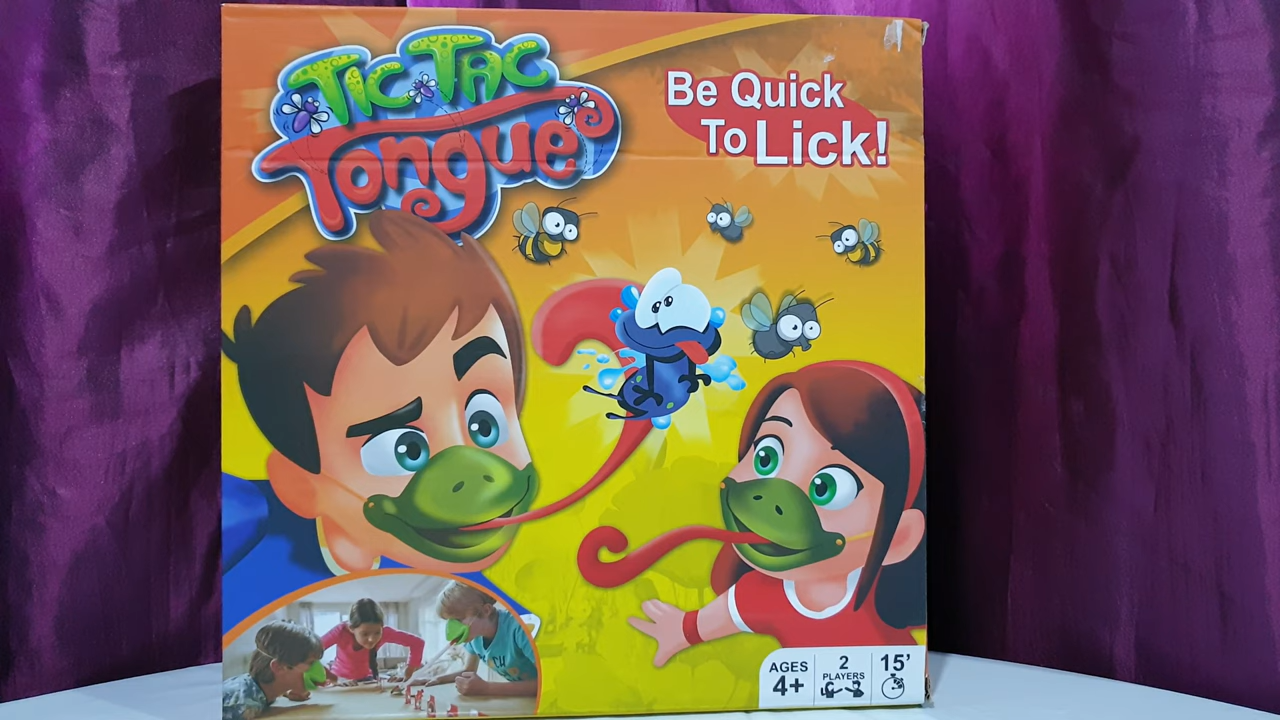 Tic Tac
Tongue
Be Quick
To Lick!
AGES
4+
2
PLAYERS
15'